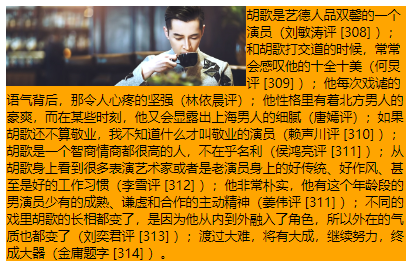 胡歌是艺德人品双馨的一个
演员（刘敏涛评 [308] ）；
和胡歌打交道的时候，常常
会感叹他的十全十美（何炅
评 [309] ）；他每次戏谑的
语气背后，那令人心疼的坚强（林依晨评）；他性格里有着北方男人的
豪爽，而在某些时刻，他又会显露出上海男人的细腻（唐嫣评）；如果
胡歌还不算敬业，我不知道什么才叫敬业的演员（赖声川评 [310] ）；
胡歌是一个智商情商都很高的人，不在乎名利（侯鸿亮评 [311] ）；从
胡歌身上看到很多表演艺术家或者是老演员身上的好传统、好作风、甚
至是好的工作习惯（李雪评 [312] ）；他非常朴实，他有这个年龄段的
男演员少有的成熟、谦虚和合作的主动精神（姜伟评 [311] ）；不同的
戏里胡歌的长相都变了，是因为他从内到外融入了角色，所以外在的气
质也都变了（刘奕君评 [313] ）；渡过大难，将有大成，继续努力，终
成大器（金庸题字 [314] ）。